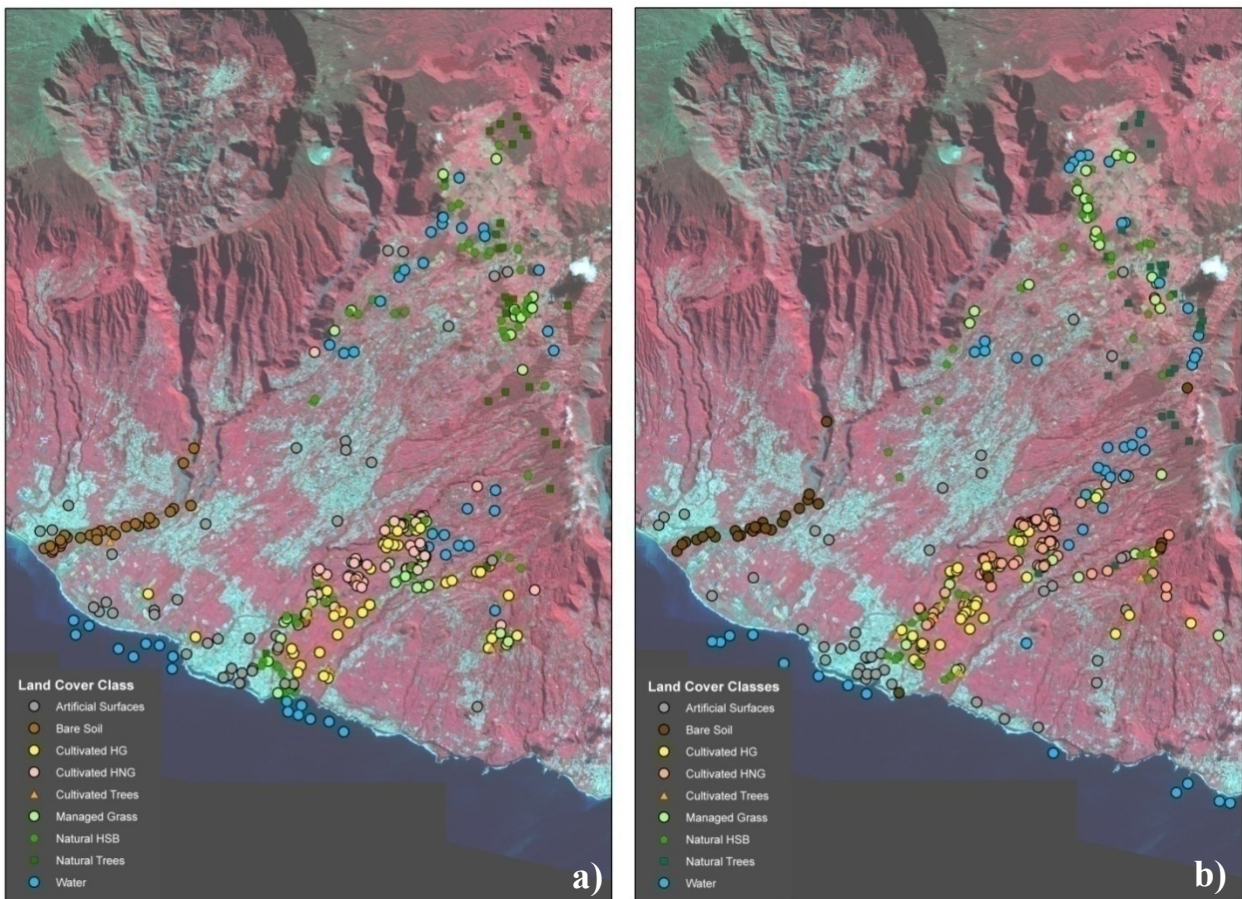 Land Cover Class
Artificial Surfaces
Bare Soil
Cultivated HG
Cultivated HNG
Cultivated Trees
Managed Grass
Natural HSB
Natural Trees
Water
a)
Land Cover Classes
Artificial Surfaces
Bare Soil
Cultivated HG
Cultivated HNG
Cultivated Trees
Managed Grass
Natural HSB
Natural Trees
Water
b)